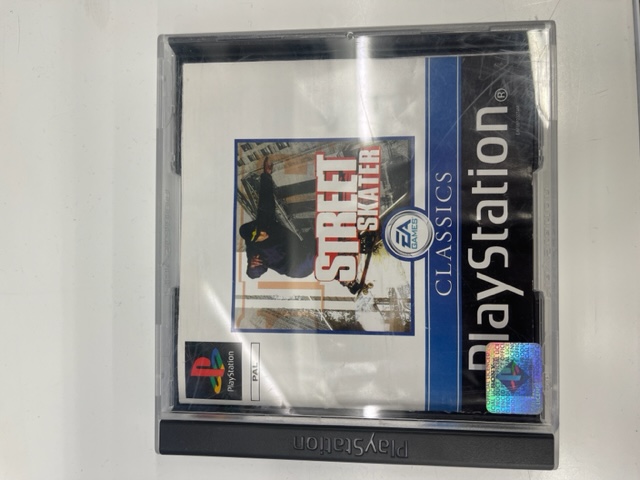 PlayStation
PAL
STREET
SKATER
EA
GAMES
CLASSICS
PlayStation®
PlayStation